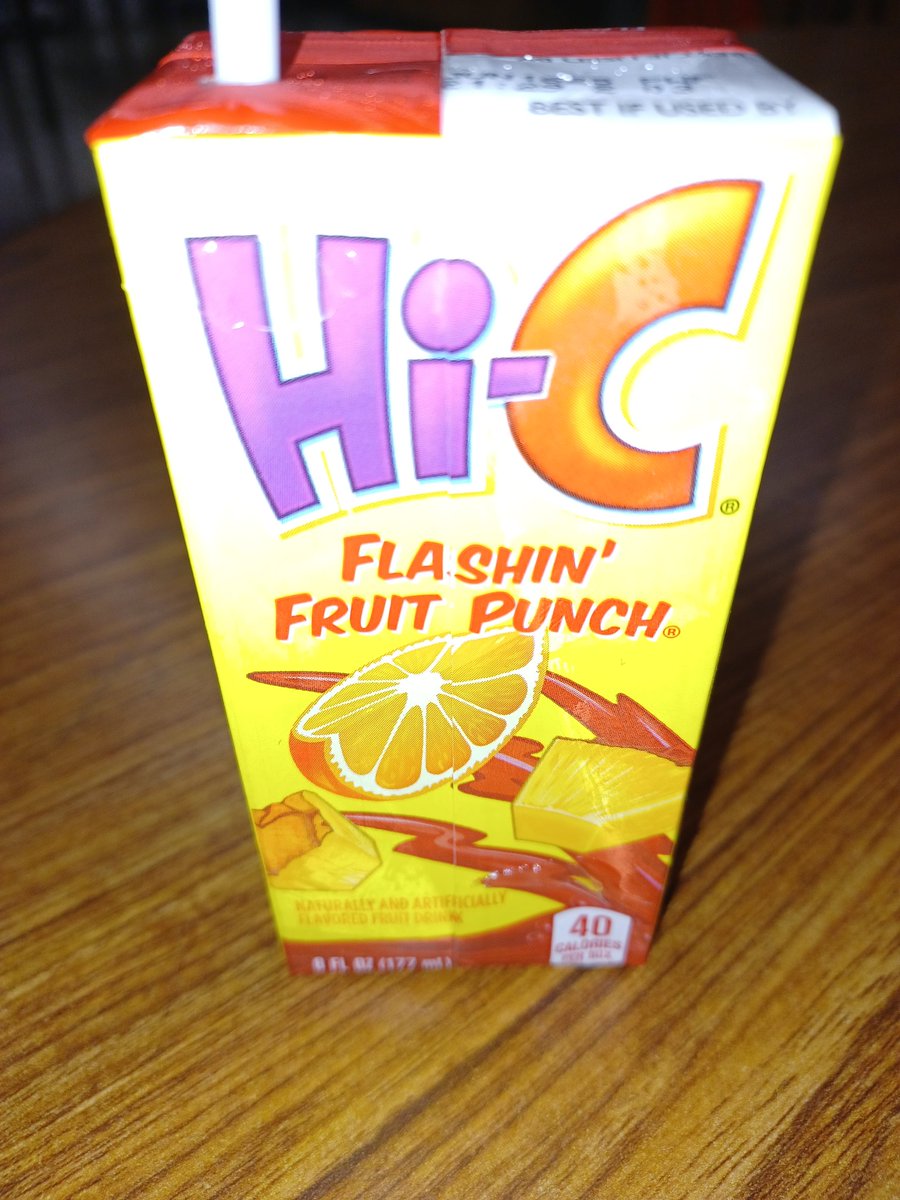 BEST IF USED BY
Hi-C®
FLASHIN'
FRUIT PUNCH®
NATURALLY AND ARTIFICIALLY
FLAVORED FRUIT DRINK
6 FL OZ (177 mL)
40
CALORIES
PER BOX